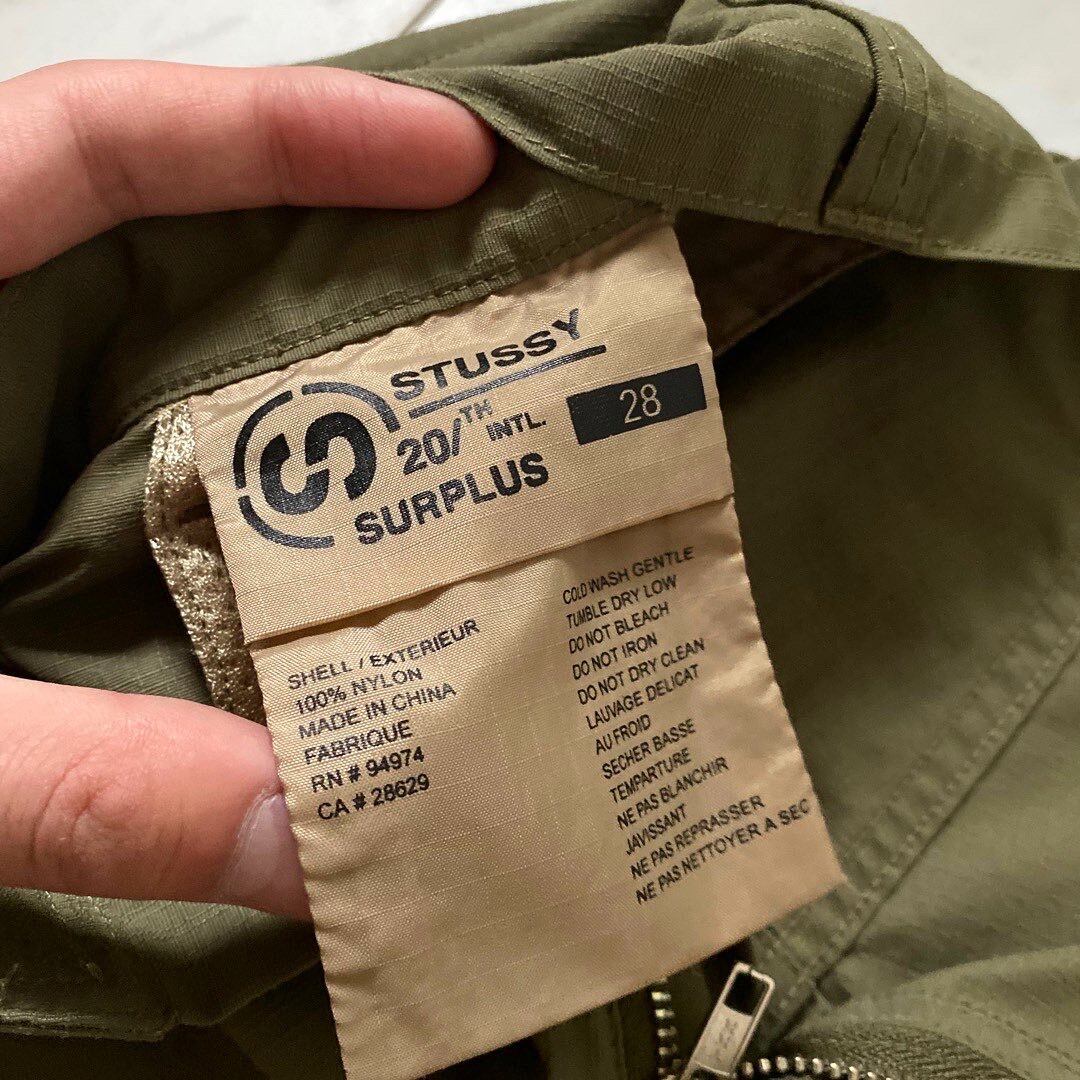 STUSSY
20/TH INTL.
SURPLUS
28
SHELL / EXTERIEUR
100% NYLON
MADE IN CHINA
FABRIQUE
RN # 94974
CA # 28629
COLD WASH GENTLE
TUMBLE DRY LOW
DO NOT BLEACH
DO NOT IRON
DO NOT DRY CLEAN
LAUVAGE DELICAT
AU FROID
SECHER BASSE
TEMPARTURE
NE PAS BLANCHIR
JAVISSANT
NE PAS REPRASSER
NE PAS NETTOYER A SEC